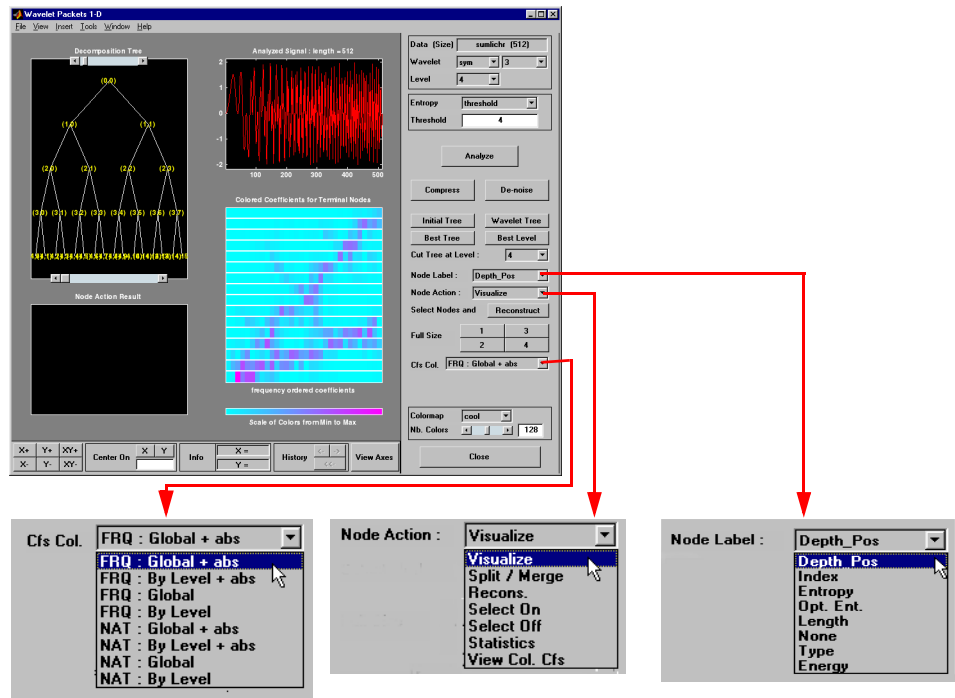 Wavelet Packets 1-D
File View Insert Tools Window Help
Decomposition Tree
(0,0)
(1,0) (1,1)
(2,0) (2,1) (2,2) (2,3)
(3,0) (3,1) (3,2) (3,3) (3,4) (3,5) (3,6) (3,7)
Node Action Result
Analyzed Signal : length = 512
2
1
0
-1
-2
100 200 300 400 500
Colored Coefficients for Terminal Nodes
frequency ordered coefficients
Scale of Colors from Min to Max
Data (Size) sumlichr (512)
Wavelet sym 3
Level 4
Entropy threshold
Threshold 4
Analyze
Compress De-noise
Initial Tree Wavelet Tree
Best Tree Best Level
Cut Tree at Level : 4
Node Label : Depth_Pos
Node Action : Visualize
Select Nodes and Reconstruct
Full Size 1 3
2 4
Cfs Col. FRQ : Global + abs
Colormap cool
Nb. Colors 128
Close
X+ Y+ XY+
X- Y- XY-
Center On X Y
Info X =
Y =
History <- ->
<<-
View Axes
Cfs Col. FRQ : Global + abs
FRQ : Global + abs
FRQ : By Level + abs
FRQ : Global
FRQ : By Level
NAT : Global + abs
NAT : By Level + abs
NAT : Global
NAT : By Level
Node Action : Visualize
Visualize
Split / Merge
Recons.
Select On
Select Off
Statistics
View Col. Cfs
Node Label : Depth_Pos
Depth_Pos
Index
Entropy
Opt. Ent.
Length
None
Type
Energy